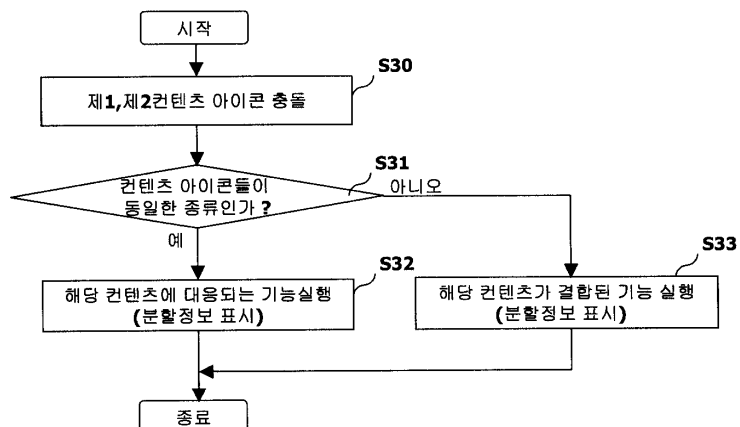 시작
S30
제1,제2컨텐츠 아이콘 충돌
S31
컨텐츠 아이콘들이
동일한 종류인가 ?
아니오
예
S32
S33
해당 컨텐츠에 대응되는 기능실행
(분할정보 표시)
해당 컨텐츠가 결합된 기능 실행
(분할정보 표시)
종료